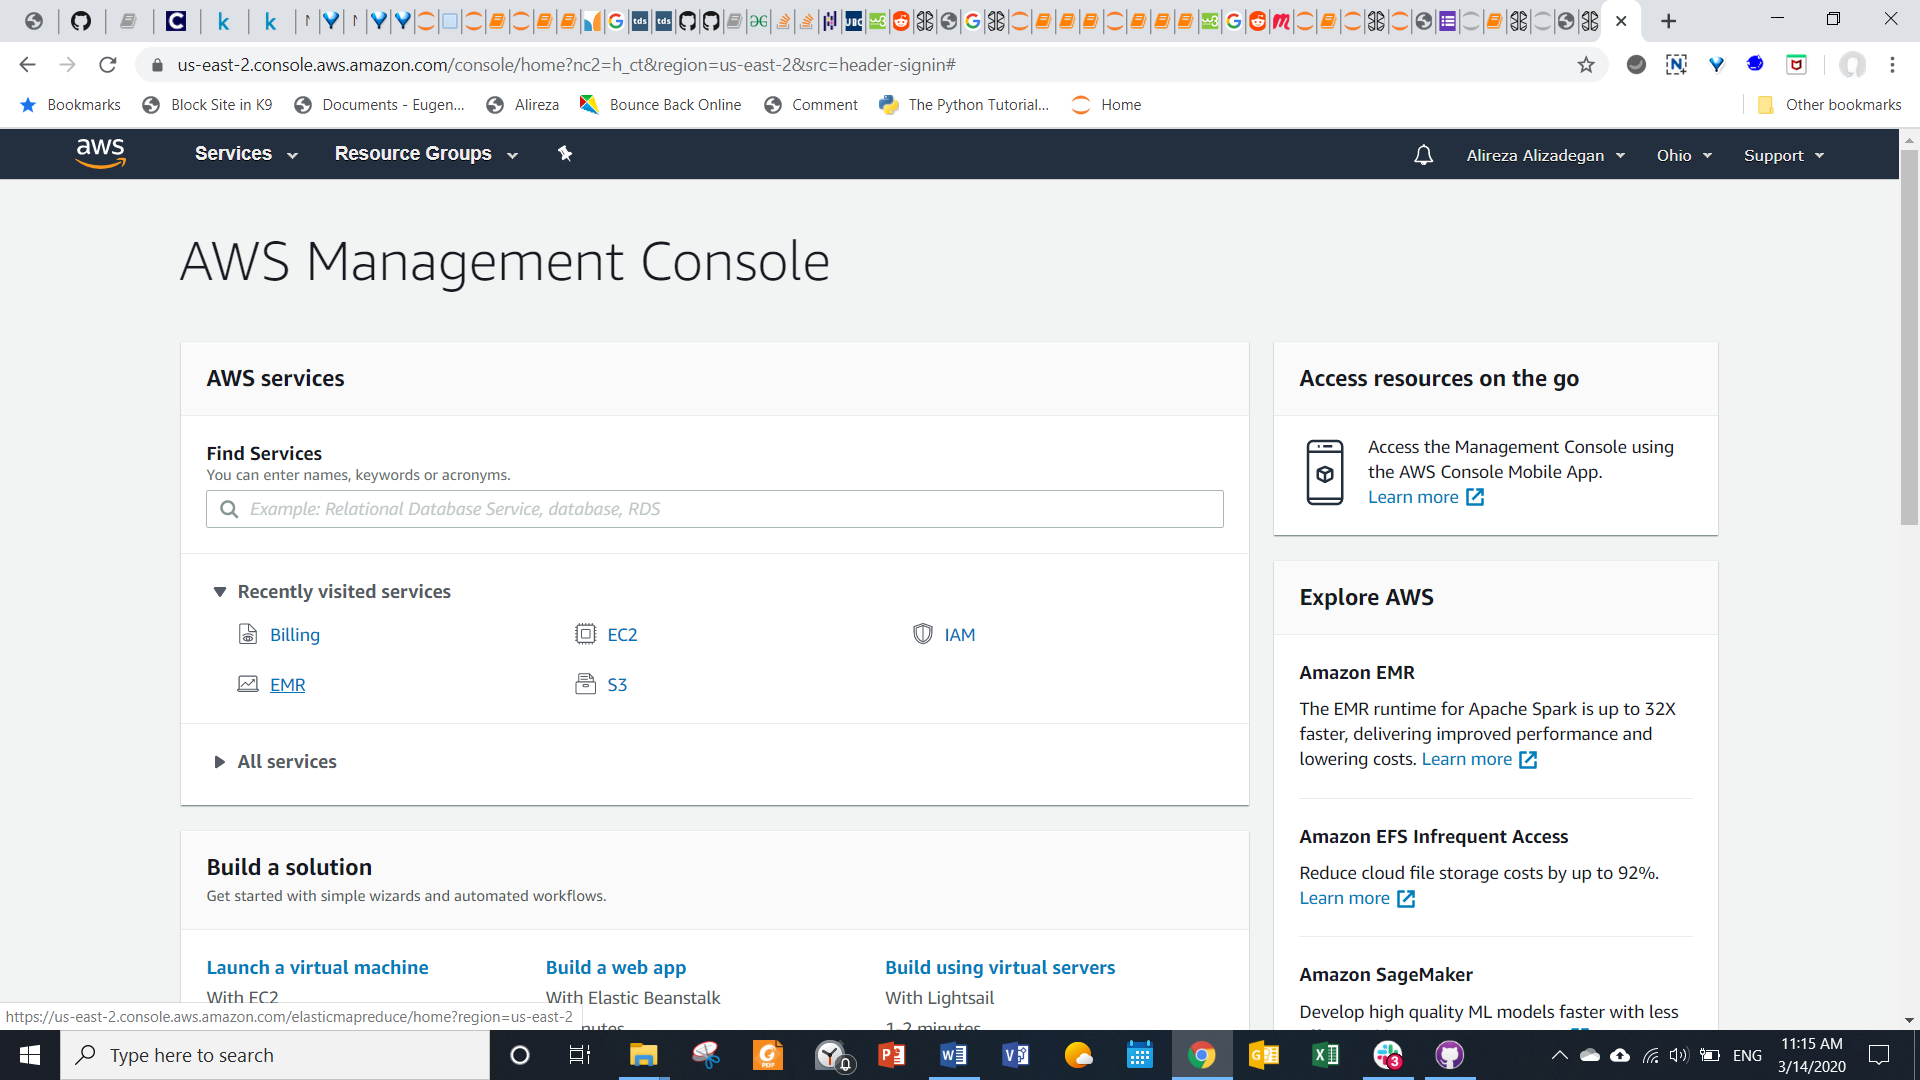 us-east-2.console.aws.amazon.com/console/home?nc2=h_ct&region=us-east-2&src=header-signin#
Bookmarks Block Site in K9 Documents - Eugen... Alireza Bounce Back Online Comment The Python Tutorial... Home Other bookmarks
aws Services Resource Groups Alireza Alizadegan Ohio Support
AWS Management Console
AWS services
Find Services
You can enter names, keywords or acronyms.
Example: Relational Database Service, database, RDS
Recently visited services
Billing EC2 IAM
EMR S3
All services
Build a solution
Get started with simple wizards and automated workflows.
Launch a virtual machine Build a web app Build using virtual servers
With EC2 With Elastic Beanstalk With Lightsail
1-2 minutes
Access resources on the go
Access the Management Console using
the AWS Console Mobile App.
Learn more
Explore AWS
Amazon EMR
The EMR runtime for Apache Spark is up to 32X
faster, delivering improved performance and
lowering costs. Learn more
Amazon EFS Infrequent Access
Reduce cloud file storage costs by up to 92%.
Learn more
Amazon SageMaker
Develop high quality ML models faster with less
https://us-east-2.console.aws.amazon.com/elasticmapreduce/home?region=us-east-2
Type here to search
3
ENG
11:15 AM
3/14/2020